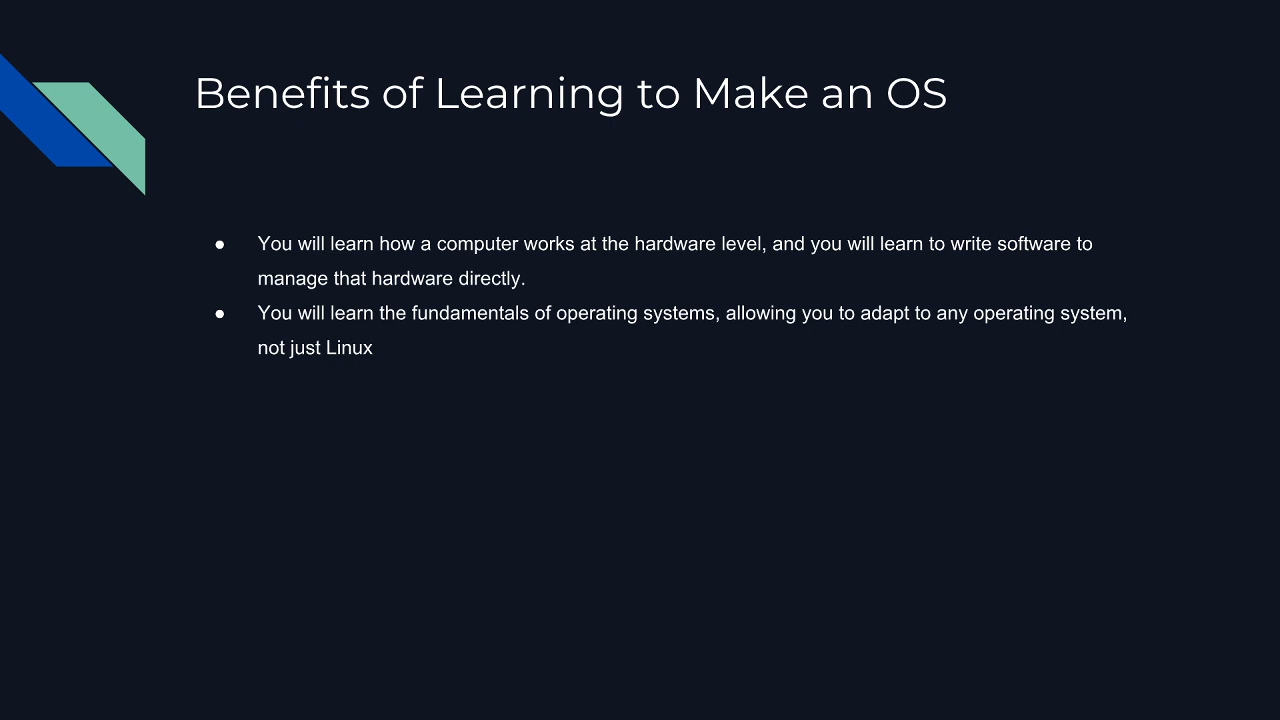 Benefits of Learning to Make an OS
● You will learn how a computer works at the hardware level, and you will learn to write software to
manage that hardware directly.
● You will learn the fundamentals of operating systems, allowing you to adapt to any operating system,
not just Linux